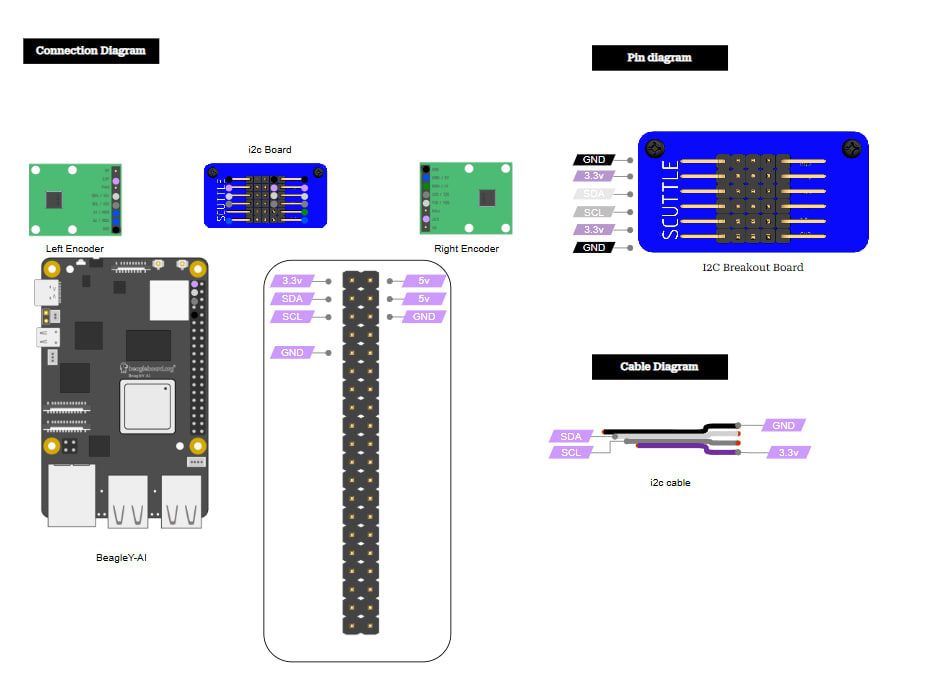 Connection Diagram
Pin diagram
i2c Board
SCUTTLE
Left Encoder
Right Encoder
GND
3.3v
SDA
SCL
3.3v
GND
SCUTTLE
I2C Breakout Board
3.3v
5v
SDA
5v
SCL
GND
GND
beagleboard.org
BeagleY-AI
BeagleY-AI
Cable Diagram
GND
SDA
SCL
3.3v
i2c cable